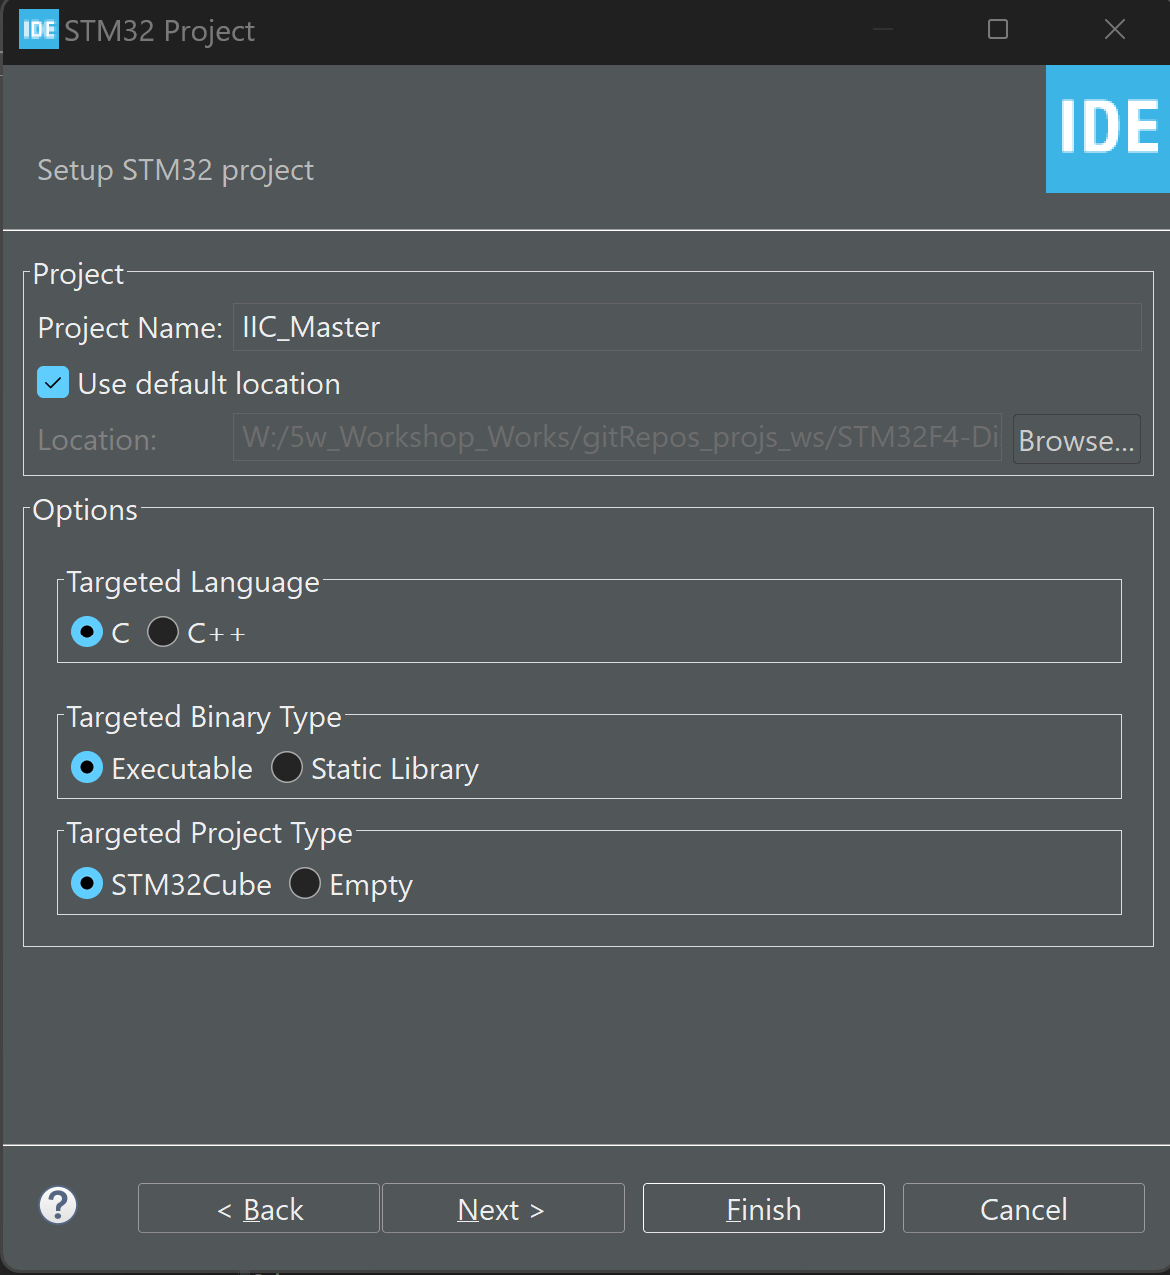 IDE STM32 Project
IDE
Setup STM32 project
Project
Project Name: IIC_Master
Use default location
Location: W:/5w_Workshop_Works/gitRepos_projs_ws/STM32F4-Di Browse...
Options
Targeted Language
C C++
Targeted Binary Type
Executable Static Library
Targeted Project Type
STM32Cube Empty
? < Back Next > Finish Cancel